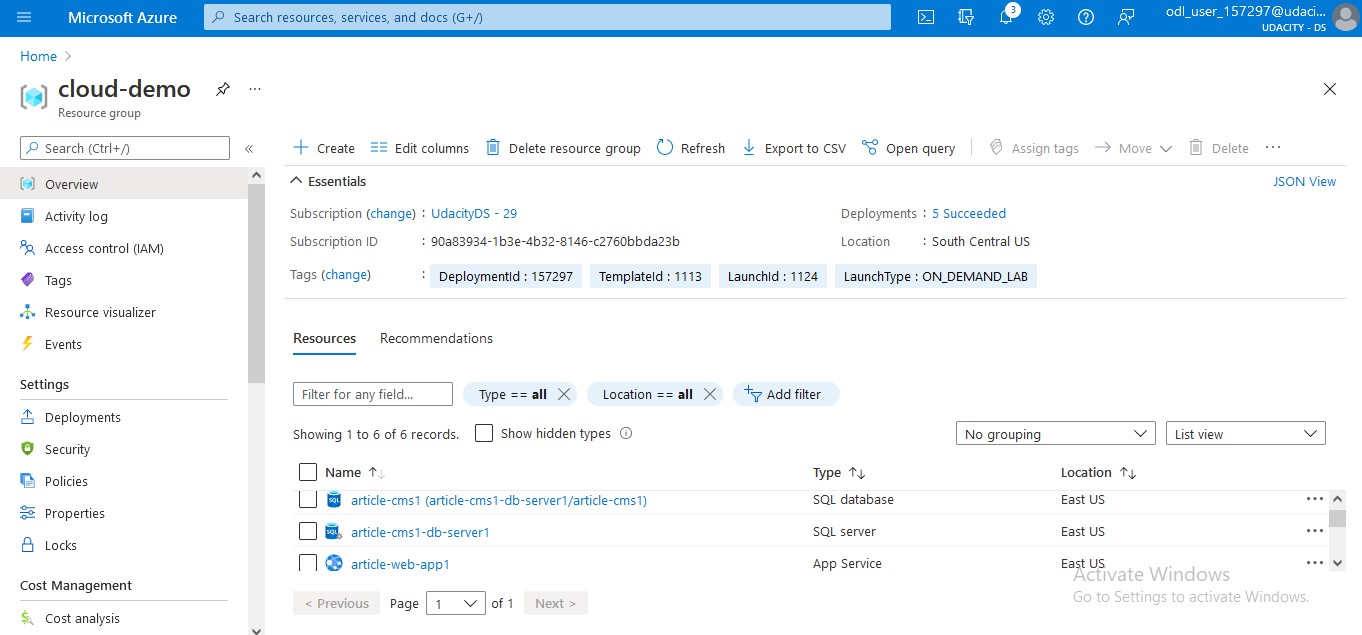 Microsoft Azure
Search resources, services, and docs (G+/)
3
odl_user_157297@udaci...
UDACITY - DS
Home >
cloud-demo
...
Resource group
Search (Ctrl+/)
«
Overview
Activity log
Access control (IAM)
Tags
Resource visualizer
Events
Settings
Deployments
Security
Policies
Properties
Locks
Cost Management
Cost analysis
Create
Edit columns
Delete resource group
Refresh
Export to CSV
Open query
Assign tags
Move
Delete
...
Essentials
JSON View
Subscription (change) : UdacityDS - 29
Deployments : 5 Succeeded
Subscription ID : 90a83934-1b3e-4b32-8146-c2760bbda23b
Location : South Central US
Tags (change) : DeploymentId : 157297 TemplateId : 1113 LaunchId : 1124 LaunchType : ON_DEMAND_LAB
Resources Recommendations
Filter for any field... Type == all Location == all Add filter
Showing 1 to 6 of 6 records. Show hidden types No grouping List view
Name Type Location
SQL article-cms1 (article-cms1-db-server1/article-cms1) SQL database East US ...
SQL article-cms1-db-server1 SQL server East US ...
article-web-app1 App Service East US ...
< Previous Page 1 of 1 Next >
Activate Windows
Go to Settings to activate Windows.